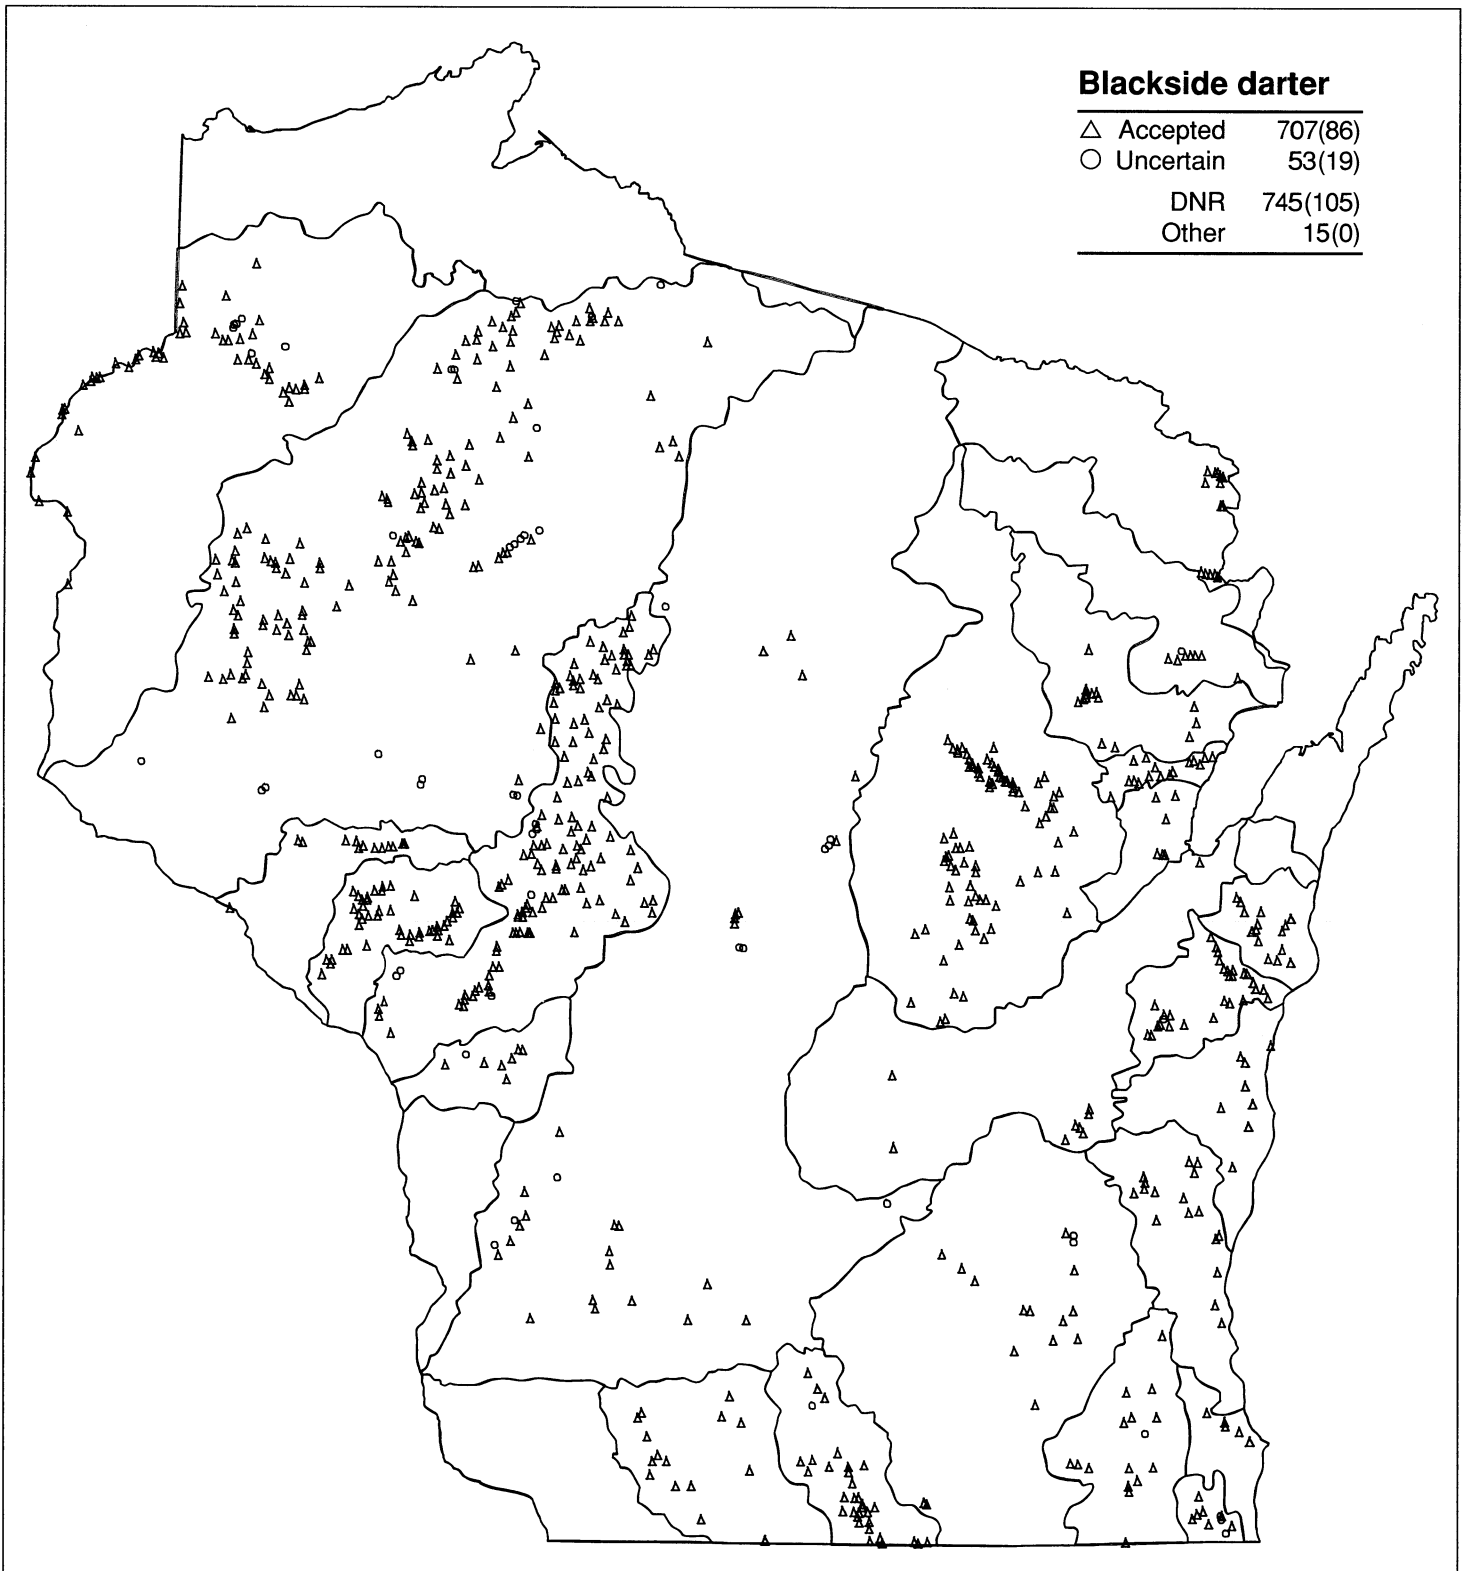 Blackside darter
Accepted 707(86)
Uncertain 53(19)
DNR 745(105)
Other 15(0)